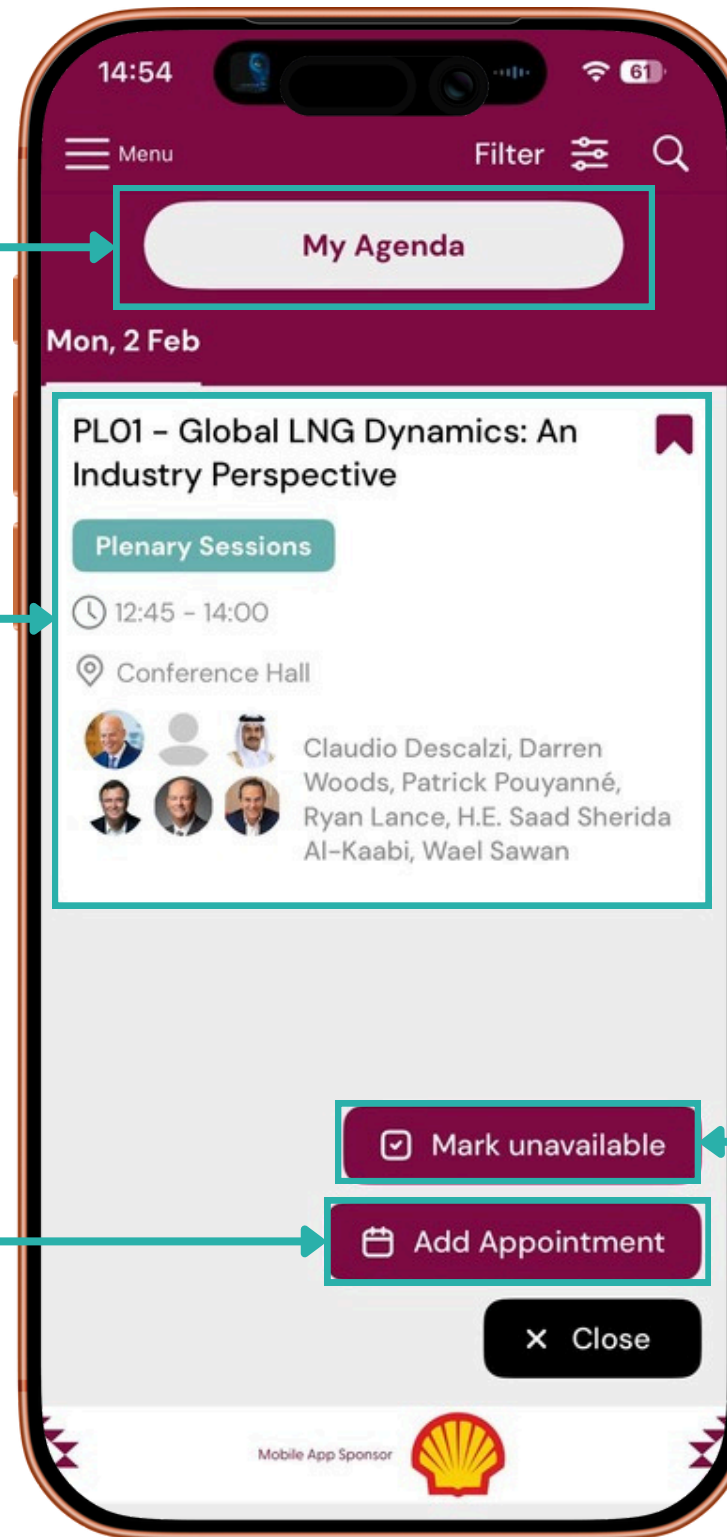 14:54
61
Menu
Filter
My Agenda
Mon, 2 Feb
PL01 - Global LNG Dynamics: An
Industry Perspective
Plenary Sessions
12:45 - 14:00
Conference Hall
Claudio Descalzi, Darren
Woods, Patrick Pouyanné,
Ryan Lance, H.E. Saad Sherida
Al-Kaabi, Wael Sawan
Mark unavailable
Add Appointment
Close
Mobile App Sponsor